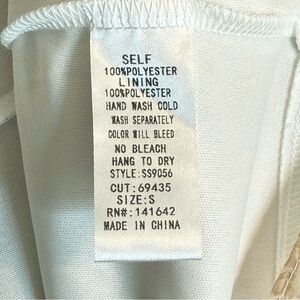 SELF
100%POLYESTER
LINING
100%POLYESTER
HAND WASH COLD
WASH SEPARATELY
COLOR WILL BLEED
NO BLEACH
HANG TO DRY
STYLE:SS9056
CUT:69435
SIZE:S
RN#:141642
MADE IN CHINA